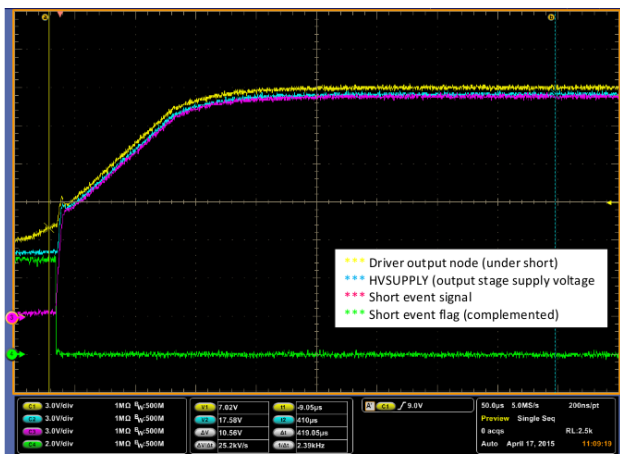 a
b
*** Driver output node (under short)
*** HVSUPPLY (output stage supply voltage
*** Short event signal
*** Short event flag (complemented)
C1 3.0V/div 1MΩ BW:500M
C2 3.0V/div 1MΩ BW:500M
C3 3.0V/div 1MΩ BW:500M
C4 2.0V/div 1MΩ BW:500M
V1 7.02V
V2 17.58V
ΔV 10.56V
ΔV/Δt 25.2kV/s
t1 -9.05µs
t2 410µs
Δt 419.05µs
1/Δt 2.39kHz
A' C1 9.0V
50.0µs 5.0MS/s 200ns/pt
Preview Single Seq
0 acqs RL:2.5k
Auto April 17, 2015 11:09:19